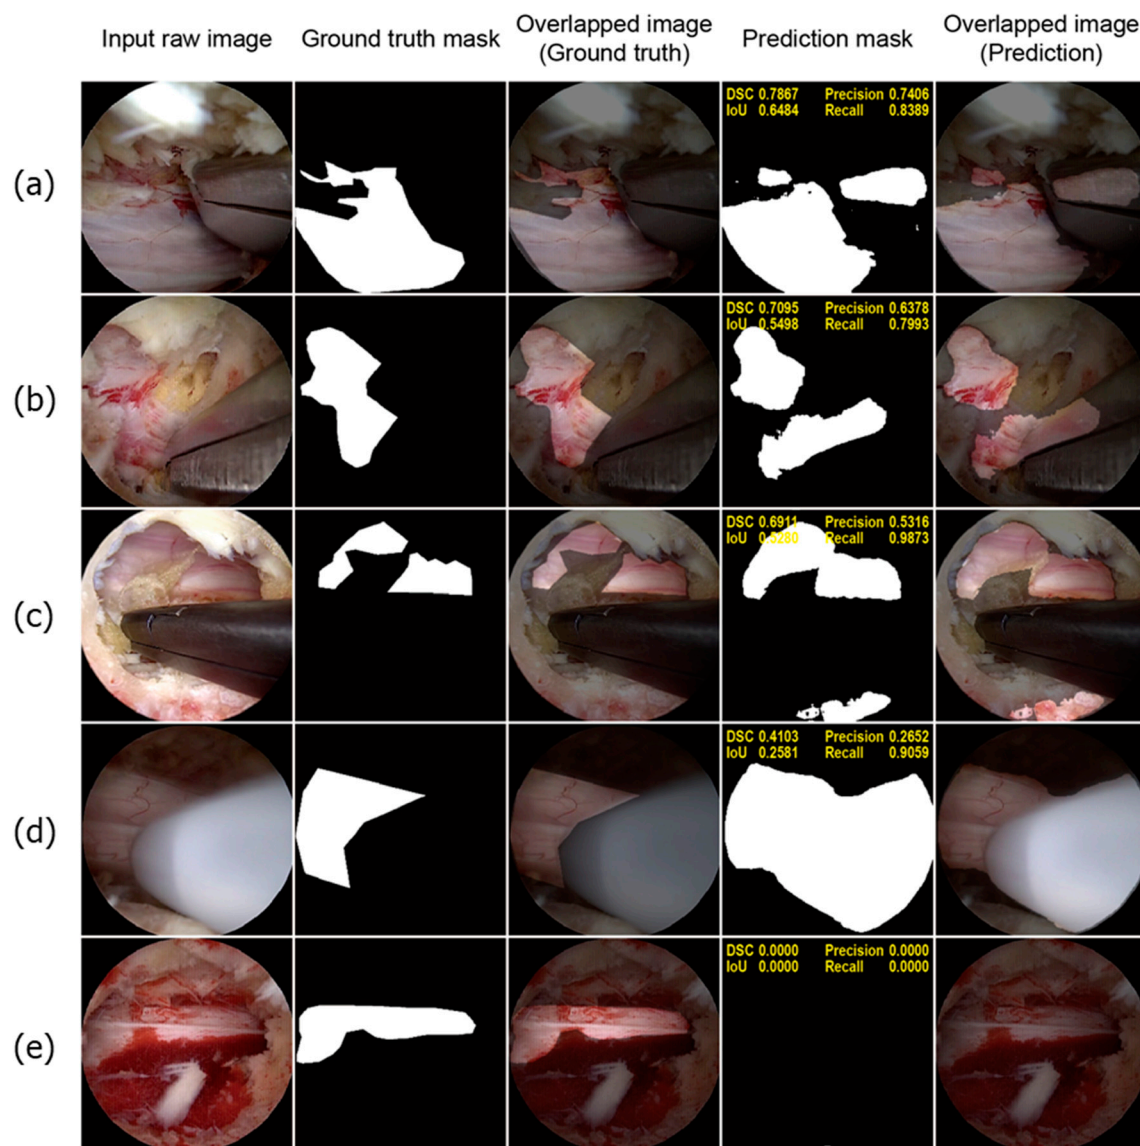 Input raw image
Ground truth mask
Overlapped image
(Ground truth)
Prediction mask
Overlapped image
(Prediction)
(a)
DSC 0.7867 Precision 0.7406
IoU 0.6484 Recall 0.8389
(b)
DSC 0.7095 Precision 0.6378
IoU 0.5498 Recall 0.7993
(c)
DSC 0.6911 Precision 0.5316
IoU 0.5280 Recall 0.9873
(d)
DSC 0.4103 Precision 0.2652
IoU 0.2581 Recall 0.9059
(e)
DSC 0.0000 Precision 0.0000
IoU 0.0000 Recall 0.0000